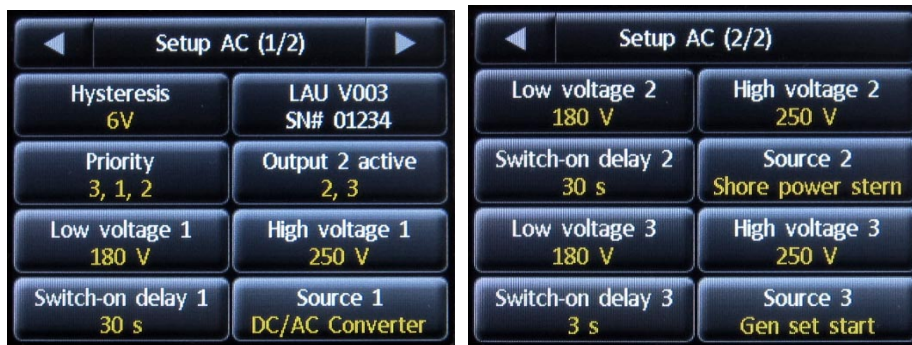 Setup AC (1/2)
Hysteresis
6V
LAU V003
SN# 01234
Priority
3, 1, 2
Output 2 active
2, 3
Low voltage 1
180 V
High voltage 1
250 V
Switch-on delay 1
30 s
Source 1
DC/AC Converter
Setup AC (2/2)
Low voltage 2
180 V
High voltage 2
250 V
Switch-on delay 2
30 s
Source 2
Shore power stern
Low voltage 3
180 V
High voltage 3
250 V
Switch-on delay 3
3 s
Source 3
Gen set start